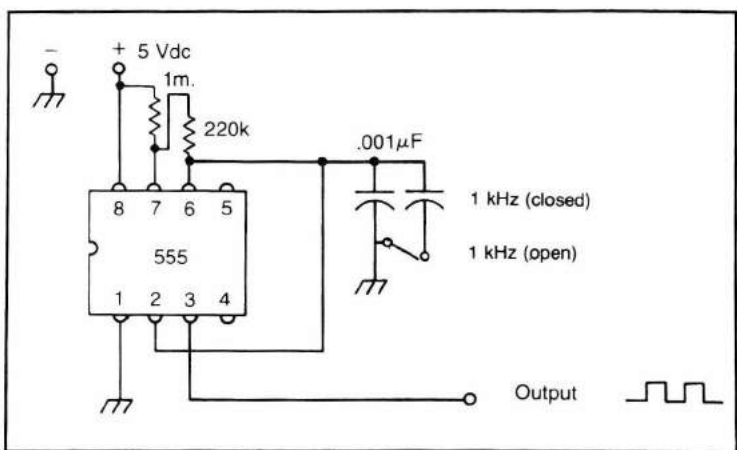 − + 5 Vdc
1m.
220k
.001µF
8 7 6 5
1 kHz (closed)
555
1 kHz (open)
1 2 3 4
Output